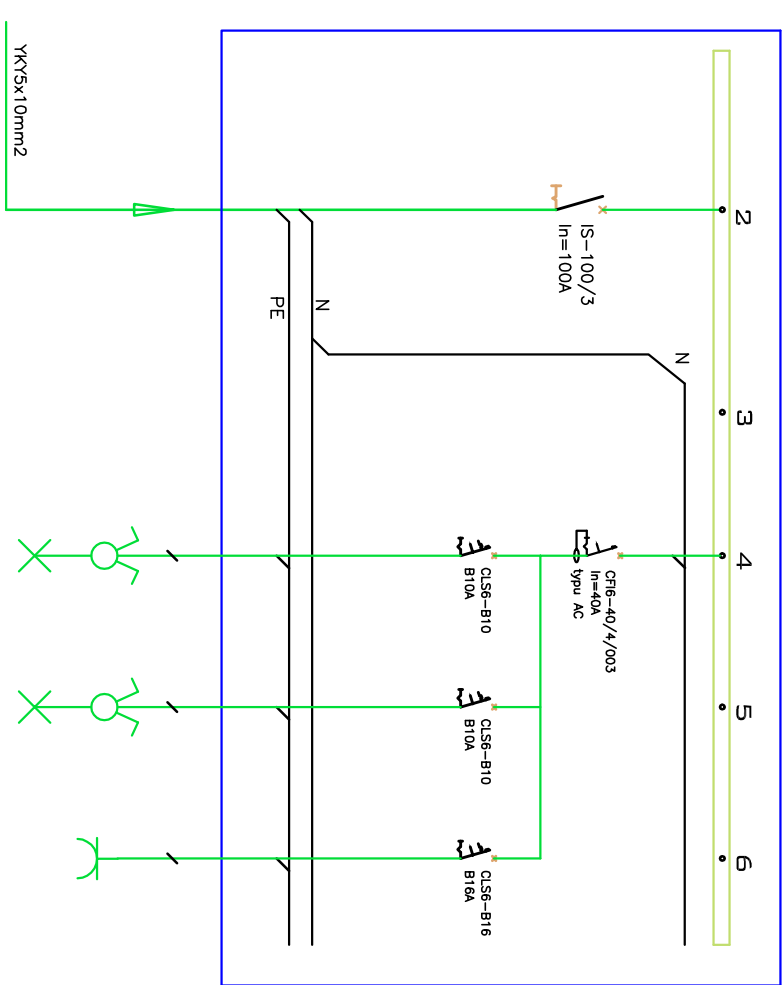 2
3
4
5
6
IS-100/3
In=100A
N
N
PE
YKY5x10mm2
CFI6-40/4/003
In=40A
typu AC
CLS6-B10
B10A
CLS6-B10
B10A
CLS6-B16
B16A